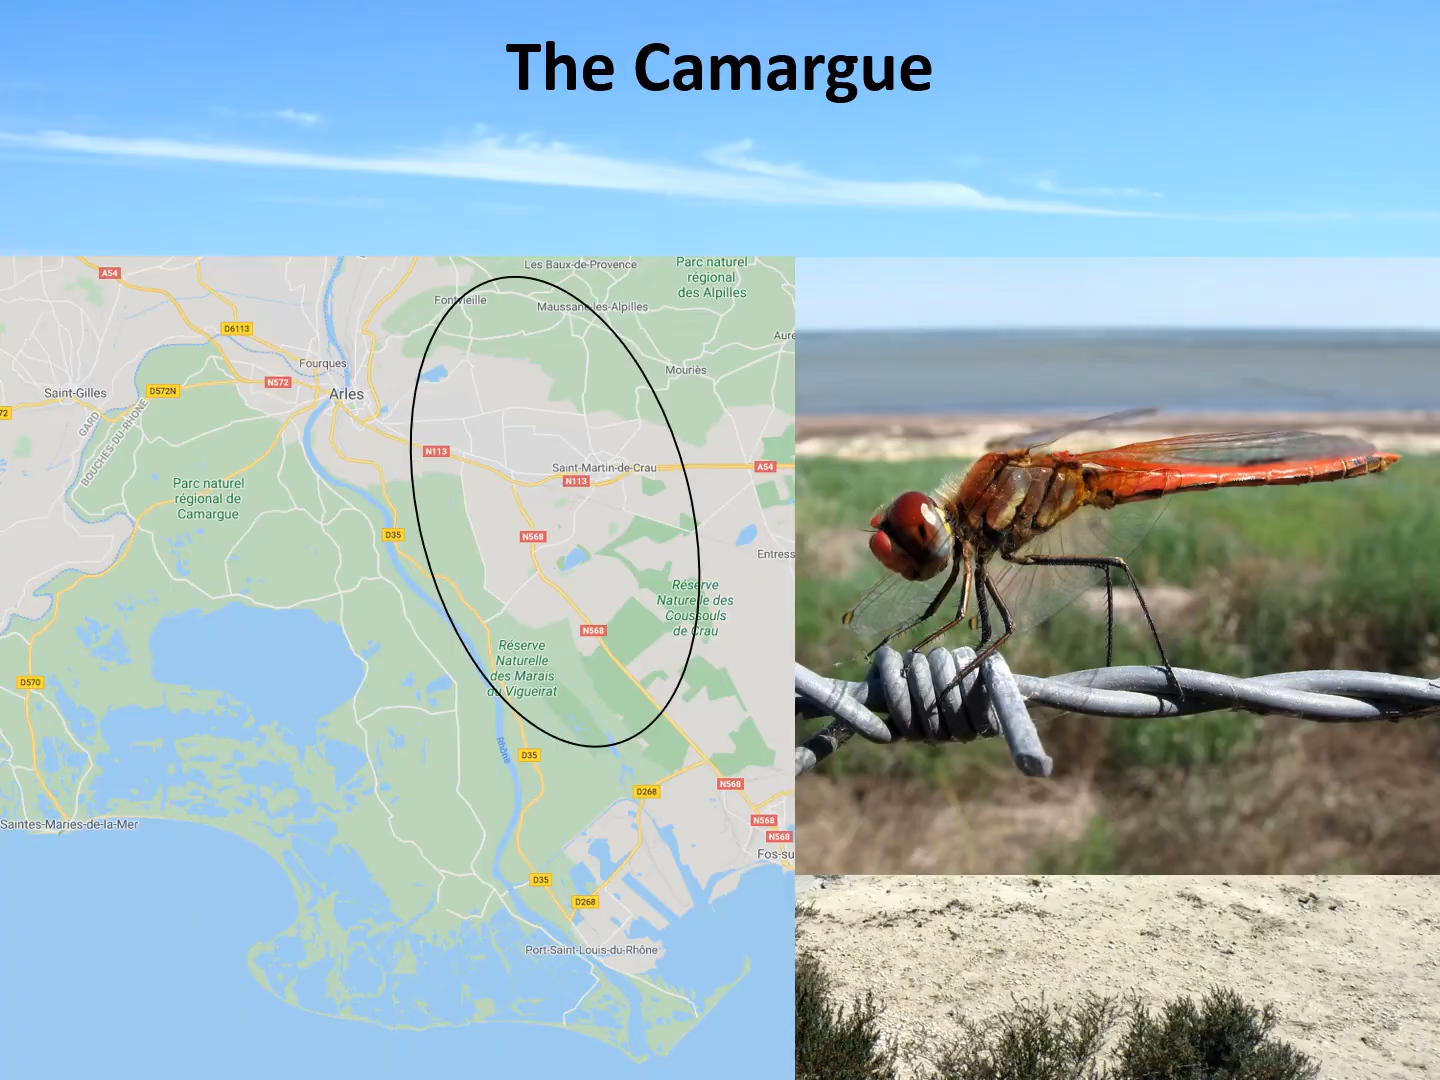 The Camargue
Les Baux-de-Provence
Parc naturel
régional
des Alpilles
A54
Fontvieille
Maussane-les-Alpilles
D6113
Fourques
Mouriès
N572
D572N
Saint-Gilles
Arles
72
GARD
BOUCHES-DU-RHÔNE
N113
Saint-Martin-de-Crau
A54
N113
Parc naturel
régional de
Camargue
D35
N568
Entress
Réserve
Naturelle des
Coussouls
de Crau
N568
Réserve
Naturelle
des Marais
du Vigueirat
D570
Rhône
D35
N568
D268
Saintes-Maries-de-la-Mer
N568
N568
Fos-su
D35
D268
Port-Saint-Louis-du-Rhône